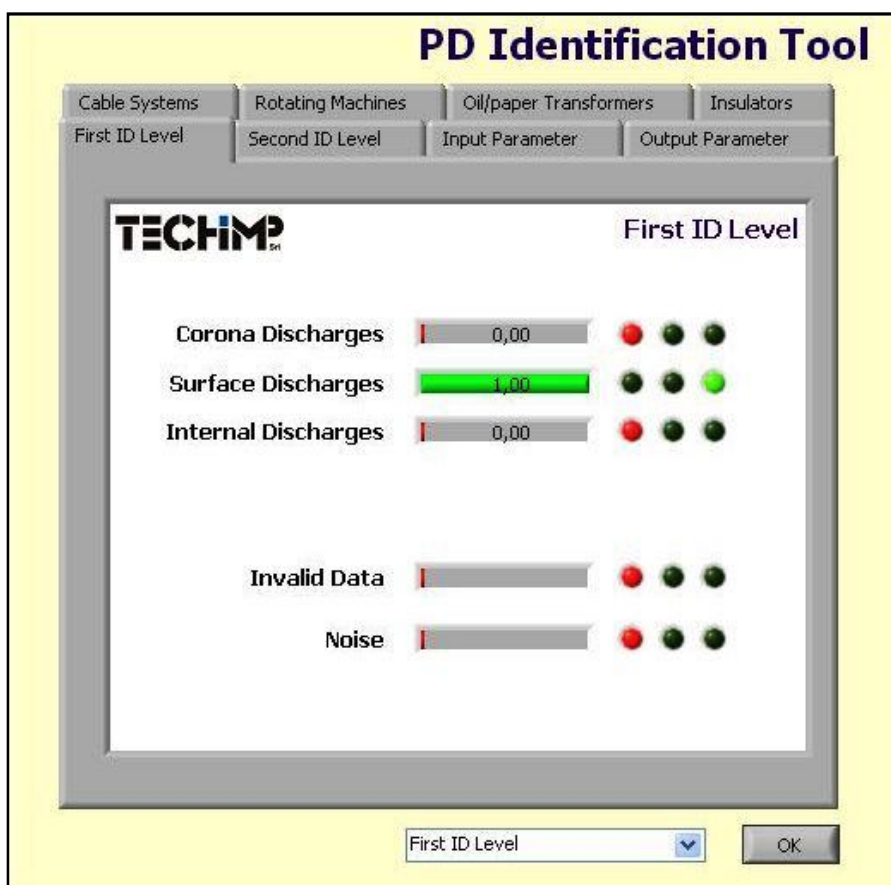 PD Identification Tool
Cable Systems Rotating Machines Oil/paper Transformers Insulators
First ID Level Second ID Level Input Parameter Output Parameter
TECHiMP Srl First ID Level
Corona Discharges 0,00
Surface Discharges 1,00
Internal Discharges 0,00
Invalid Data
Noise
First ID Level OK